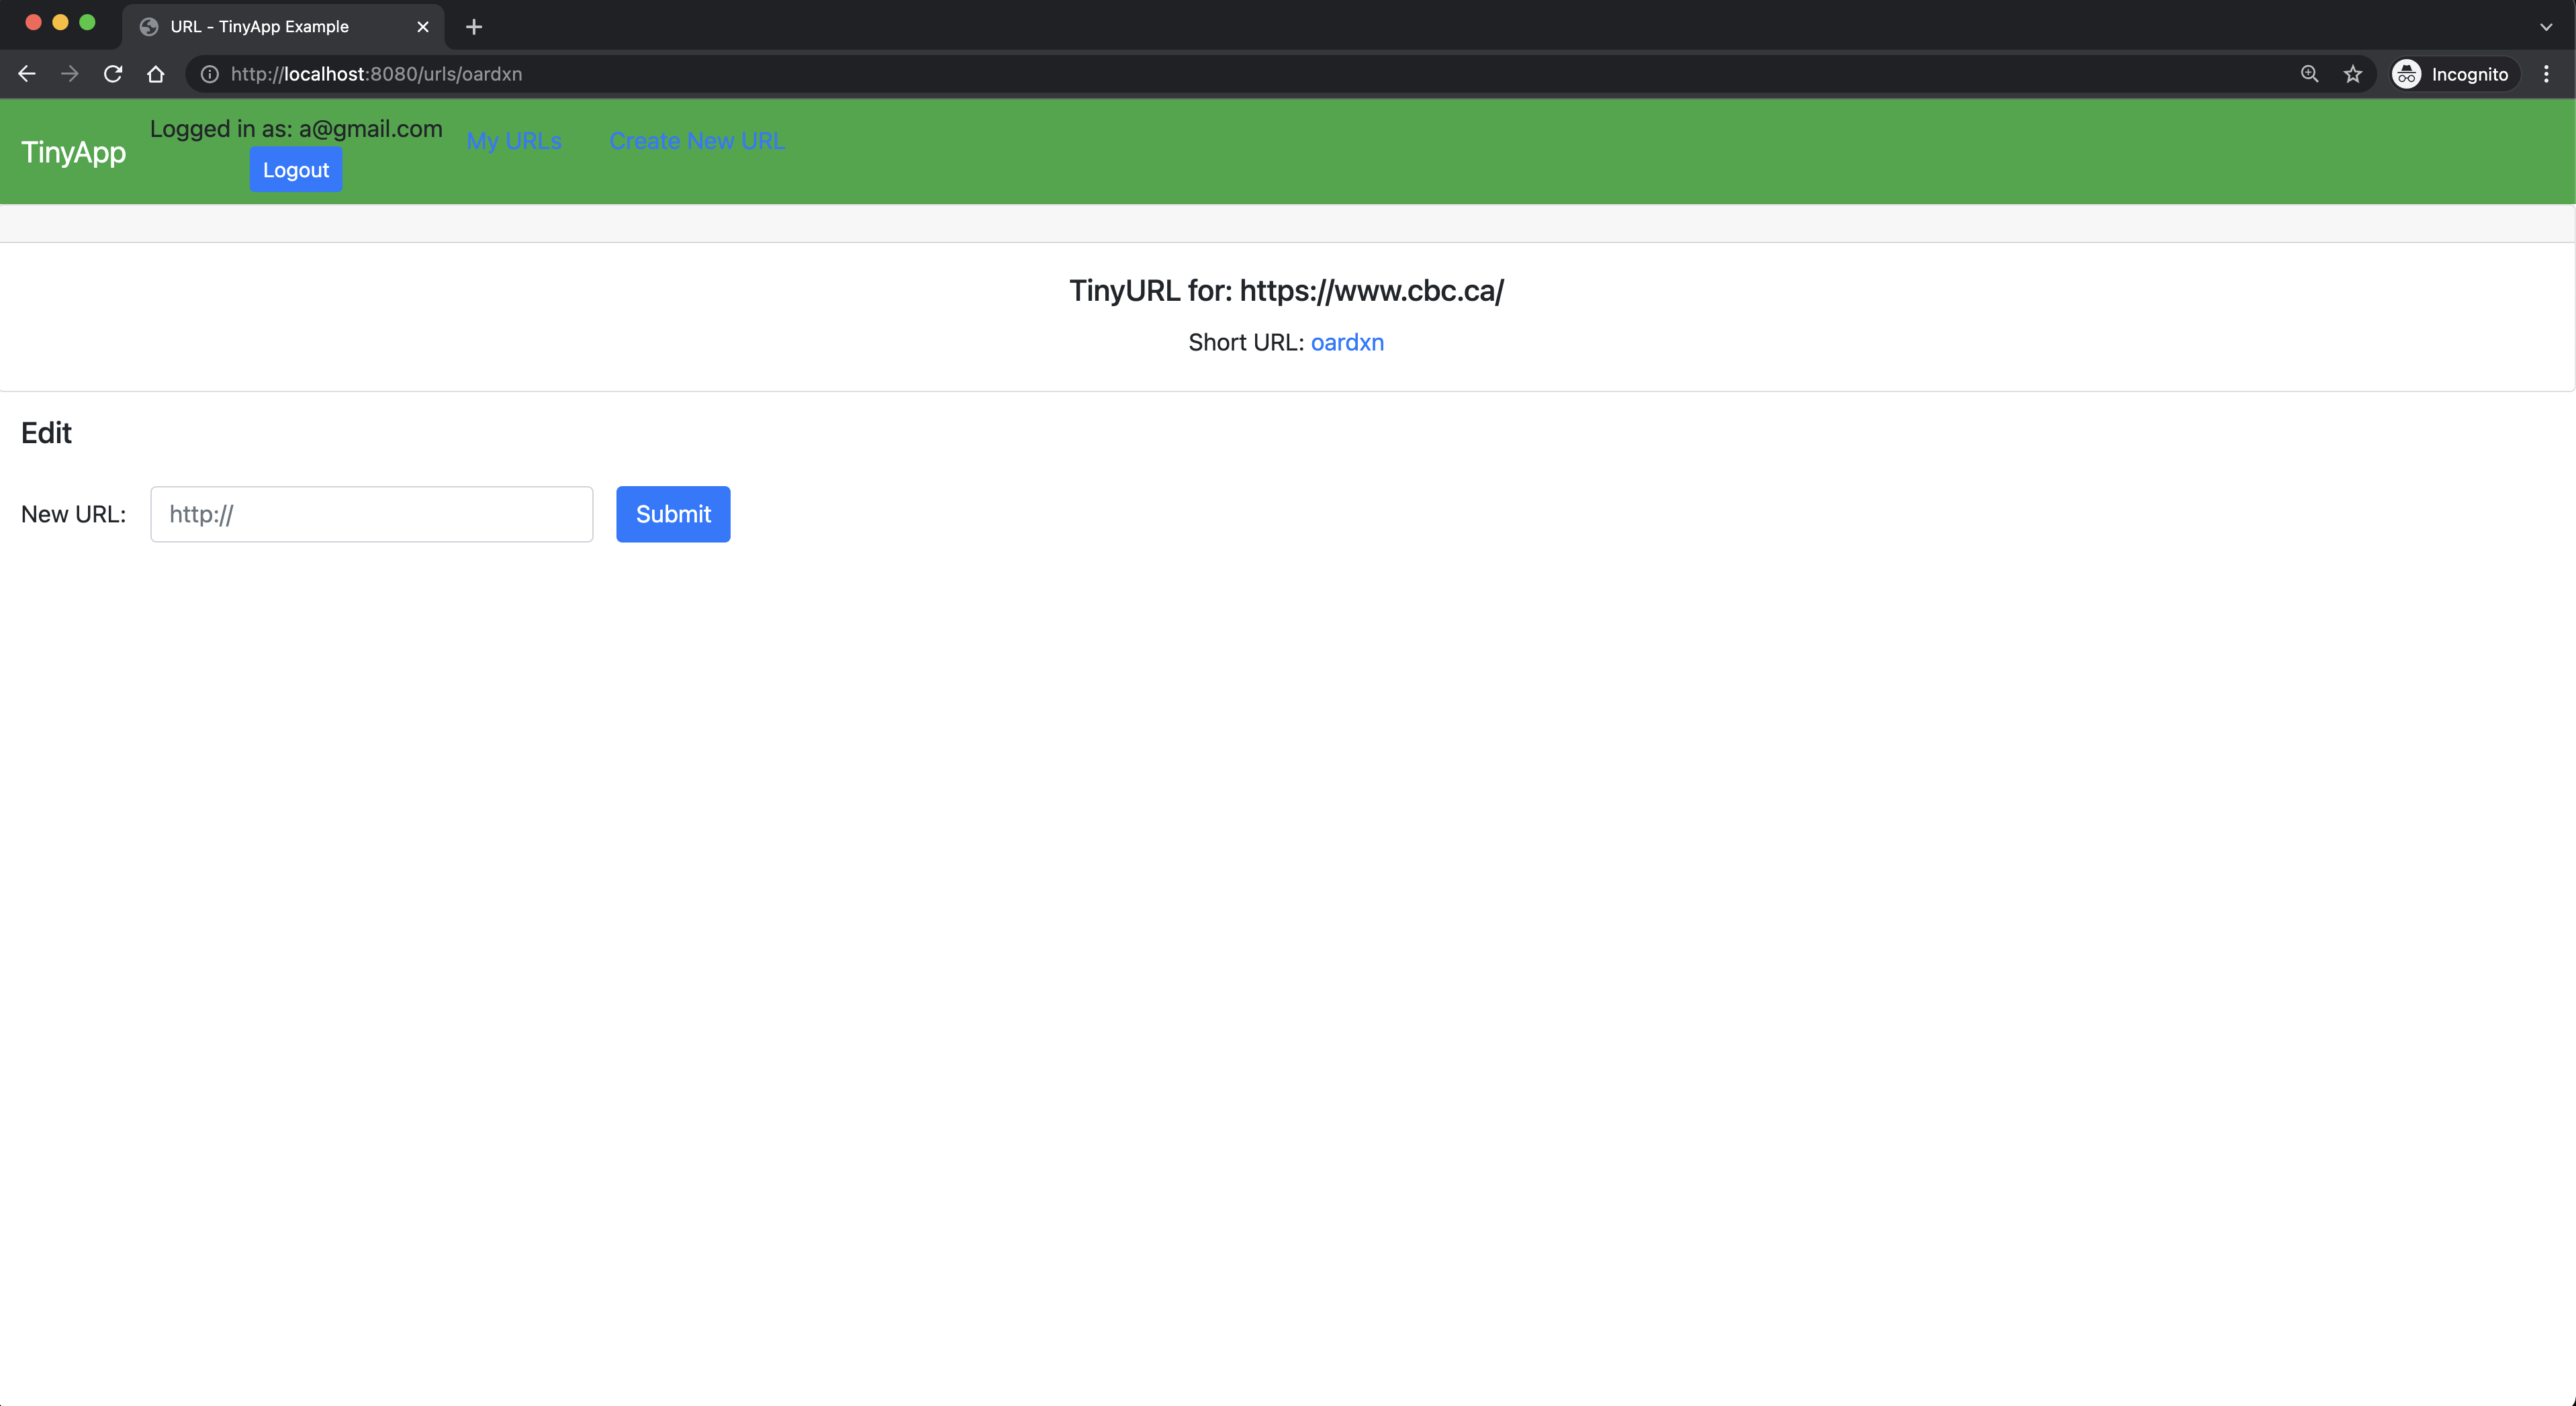 URL - TinyApp Example
http://localhost:8080/urls/oardxn
Incognito
TinyApp
Logged in as: a@gmail.com
Logout
My URLs
Create New URL
TinyURL for: https://www.cbc.ca/
Short URL: oardxn
Edit
New URL: http:// Submit